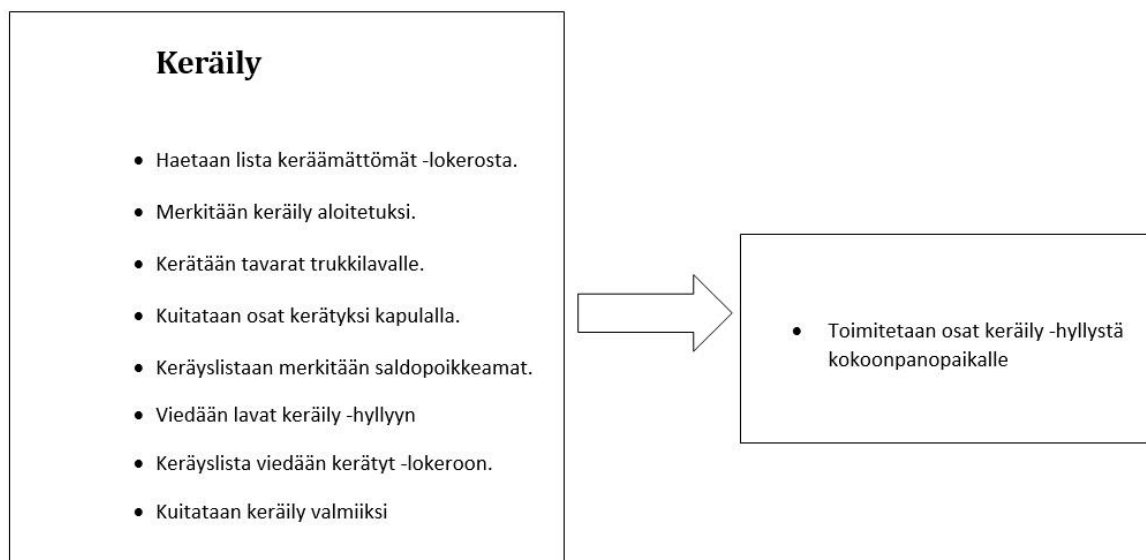 Keräily
• Haetaan lista keräämättömät -lokerosta.
• Merkitään keräily aloitetuksi.
• Kerätään tavarat trukkilavalle.
• Kuitataan osat kerätyksi kapulalla.
• Keräyslistaan merkitään saldopoikkeamat.
• Viedään lavat keräily -hyllyyn
• Keräyslista viedään kerätyt -lokeroon.
• Kuitataan keräily valmiiksi
• Toimitetaan osat keräily -hyllystä
kokoonpanopaikalle